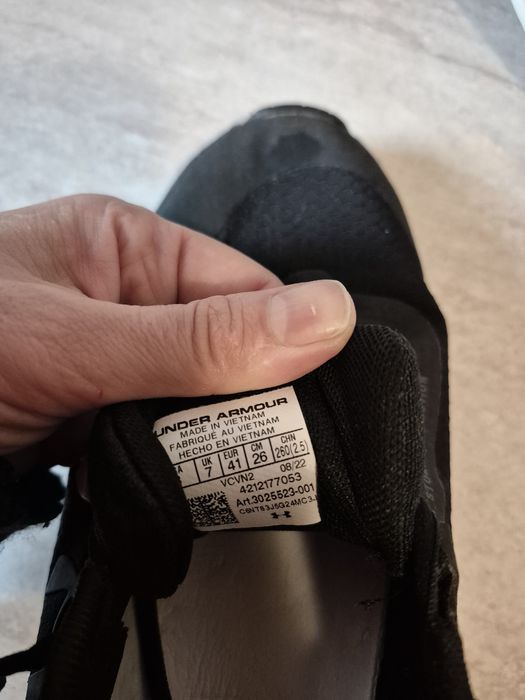 UNDER ARMOUR
MADE IN VIETNAM
FABRIQUÉ AU VIETNAM
HECHO EN VIETNAM
UK EUR CM CHN
7 41 26 260(2.5)
VCVN2 08/22
4212177053
Art.3025523-001